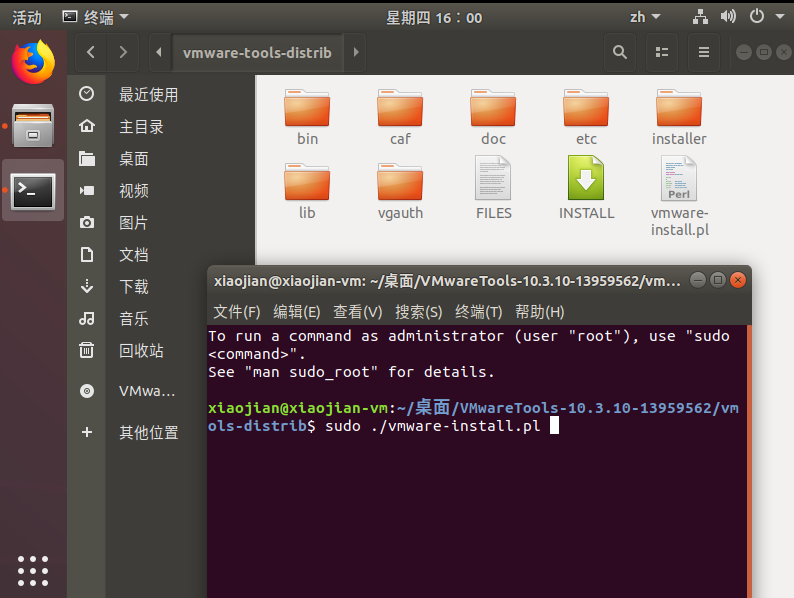 活动 终端 星期四 16：00 zh
vmware-tools-distrib
最近使用
主目录
桌面
视频
图片
文档
下载
音乐
回收站
VMwa...
其他位置
bin caf doc etc installer
lib vgauth FILES INSTALL vmware-
install.pl
Perl
xiaojian@xiaojian-vm: ~/桌面/VMwareTools-10.3.10-13959562/vm...
文件(F) 编辑(E) 查看(V) 搜索(S) 终端(T) 帮助(H)
To run a command as administrator (user "root"), use "sudo
<command>".
See "man sudo_root" for details.
xiaojian@xiaojian-vm:~/桌面/VMwareTools-10.3.10-13959562/vm
ols-distrib$ sudo ./vmware-install.pl